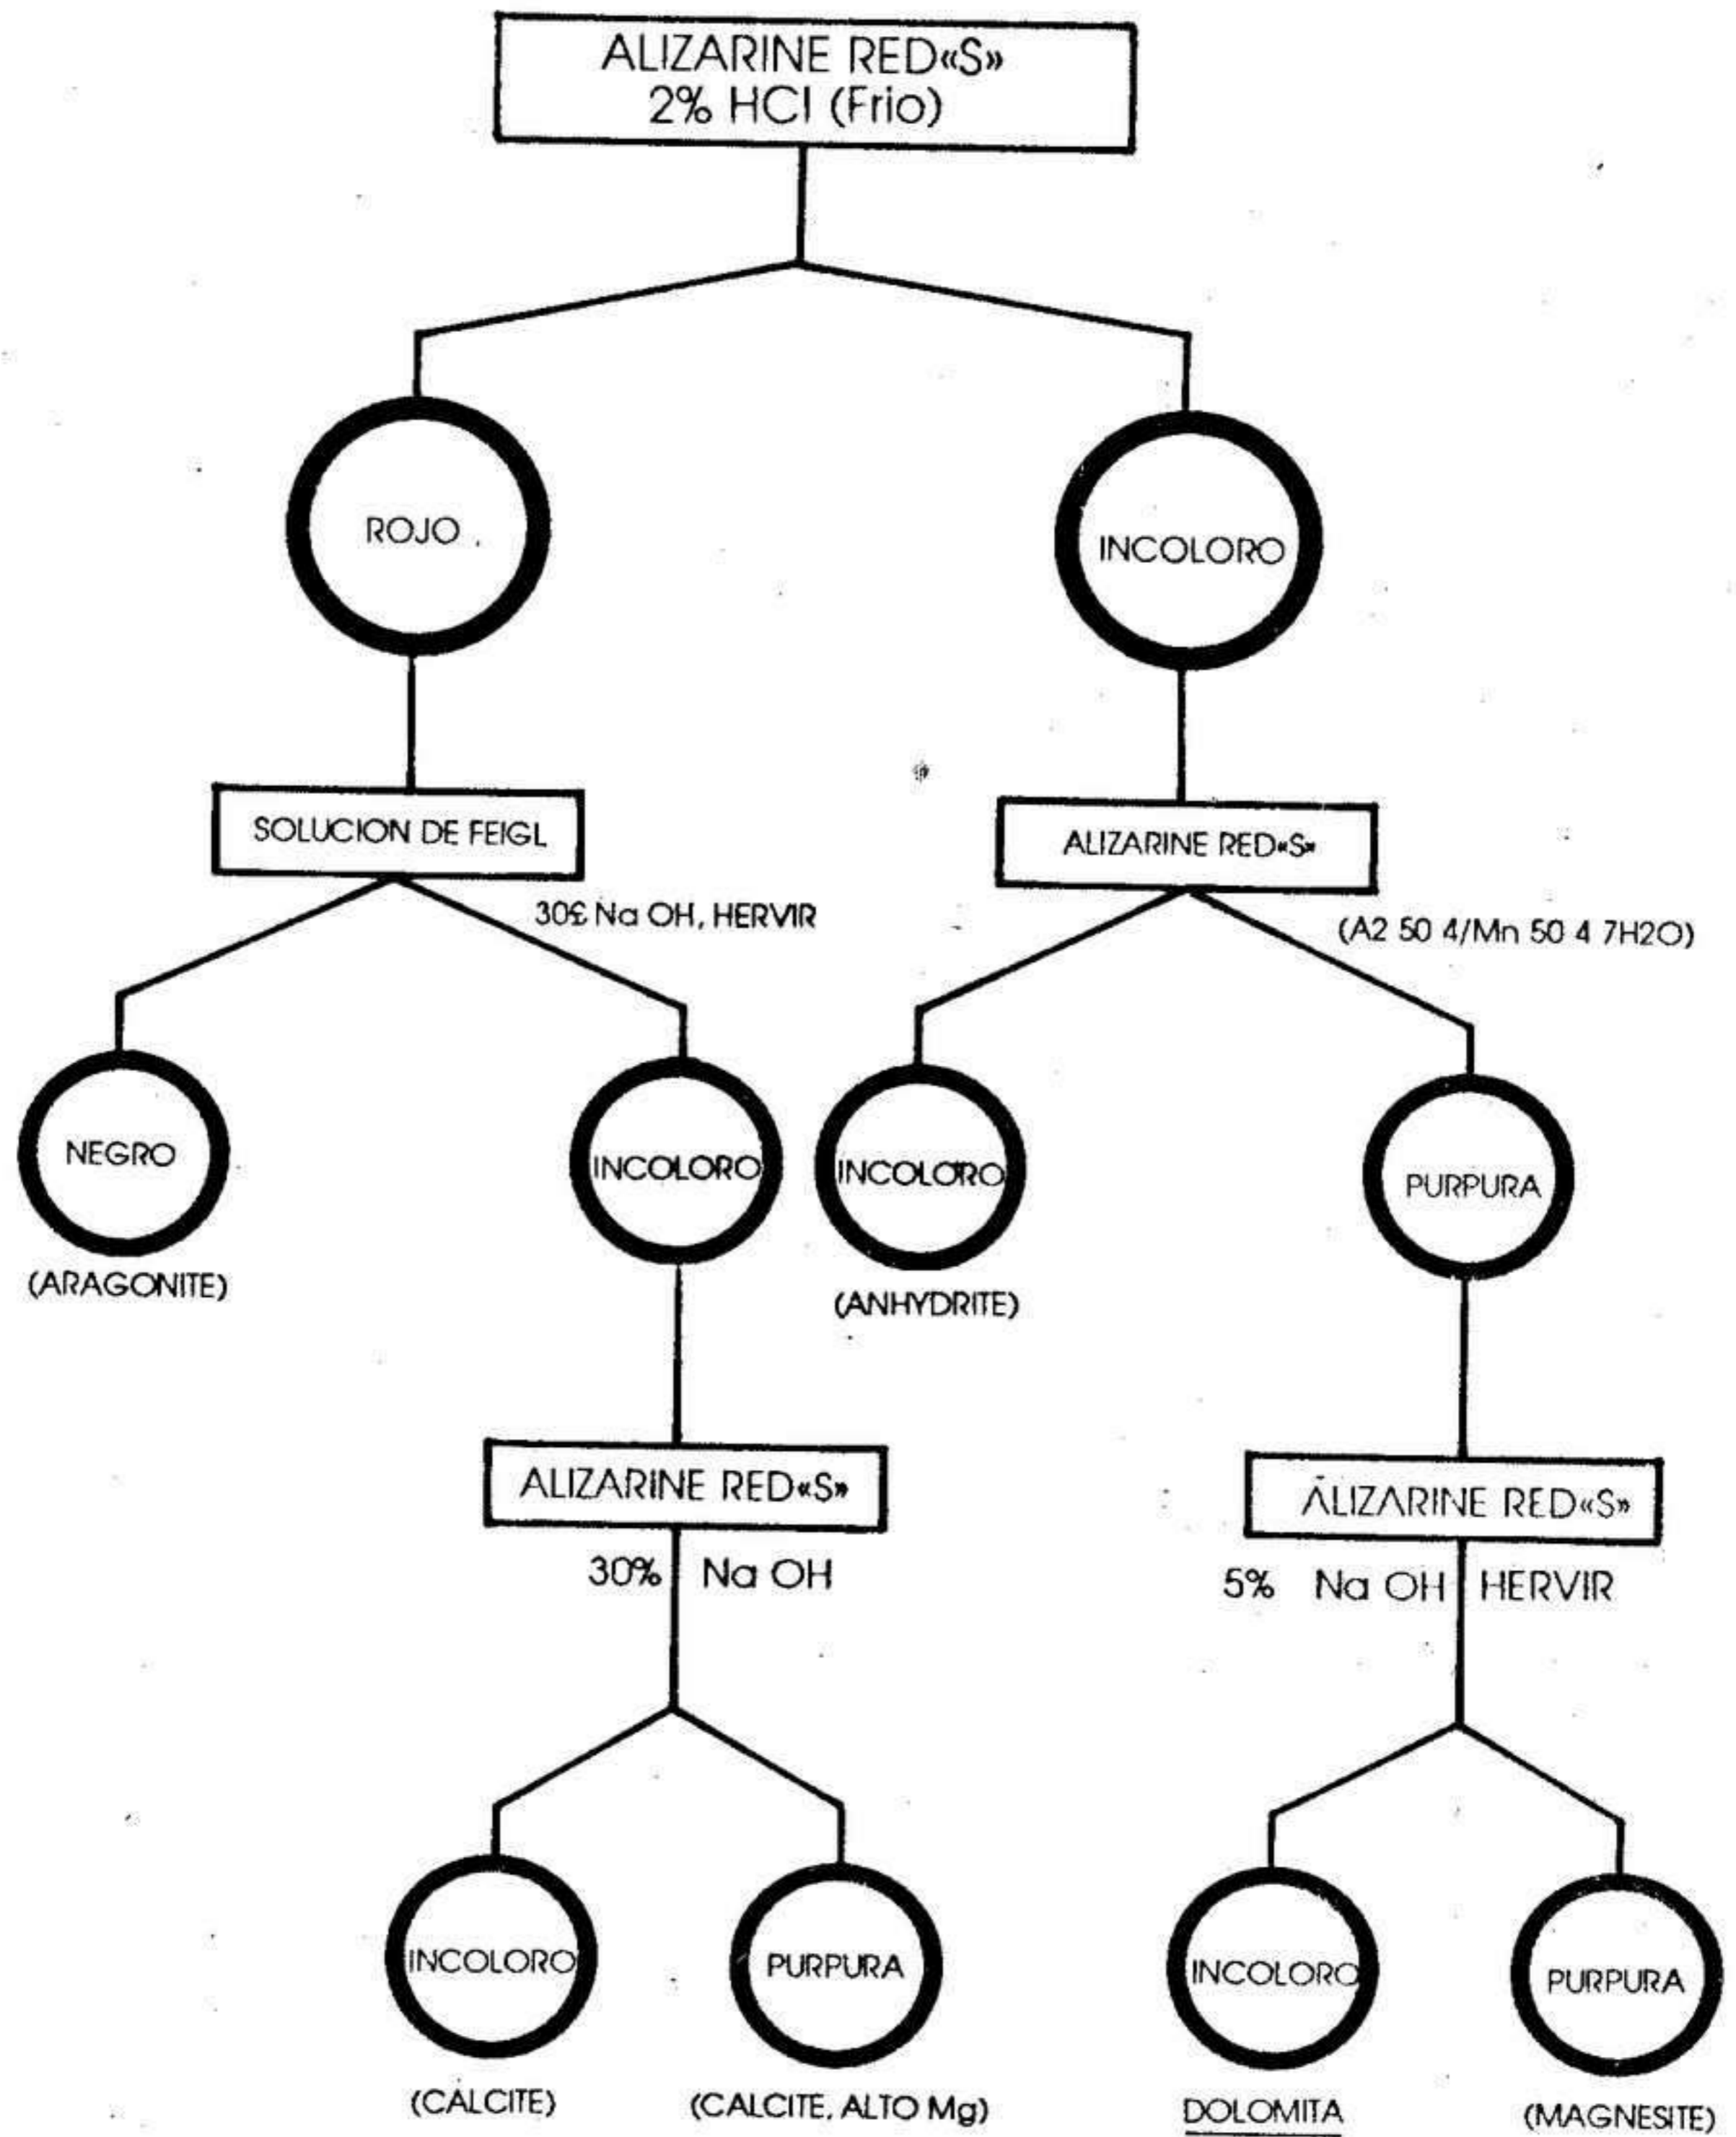 ALIZARINE RED«S»
2% HCl (Frio)
ROJO
INCOLORO
SOLUCION DE FEIGL
ALIZARINE RED«S»
30£ Na OH, HERVIR
(A2 50 4/Mn 50 4 7H2O)
NEGRO
INCOLORO
INCOLORO
PURPURA
(ARAGONITE)
(ANHYDRITE)
ALIZARINE RED«S»
ALIZARINE RED«S»
30% Na OH
5% Na OH HERVIR
INCOLORO
PURPURA
INCOLORO
PURPURA
(CALCITE)
(CALCITE, ALTO Mg)
DOLOMITA
(MAGNESITE)